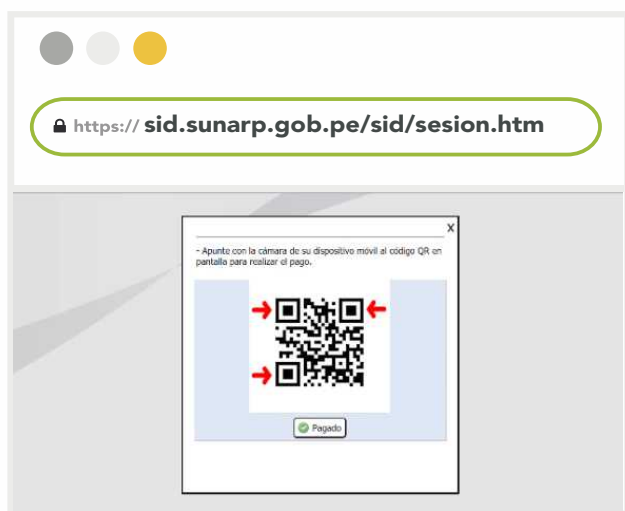 https:// sid.sunarp.gob.pe/sid/sesion.htm
X
- Apunte con la cámara de su dispositivo móvil al código QR en
pantalla para realizar el pago.
Pagado